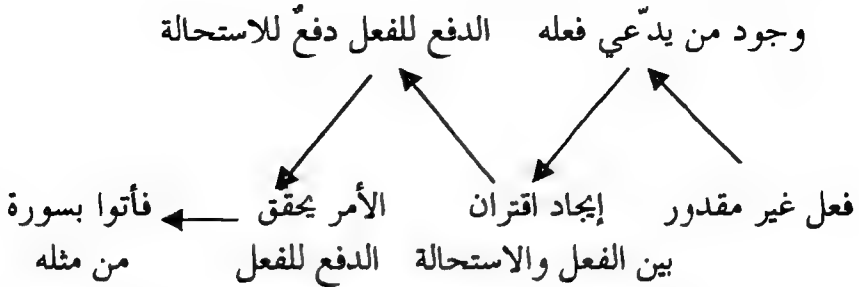 وجود من يدّعي فعله الدفع للفعل دفعٌ للاستحالة
فعل غير مقدور إيجاد اقتران الأمر يحقق فأتوا بسورة
بين الفعل والاستحالة الدفع للفعل من مثله